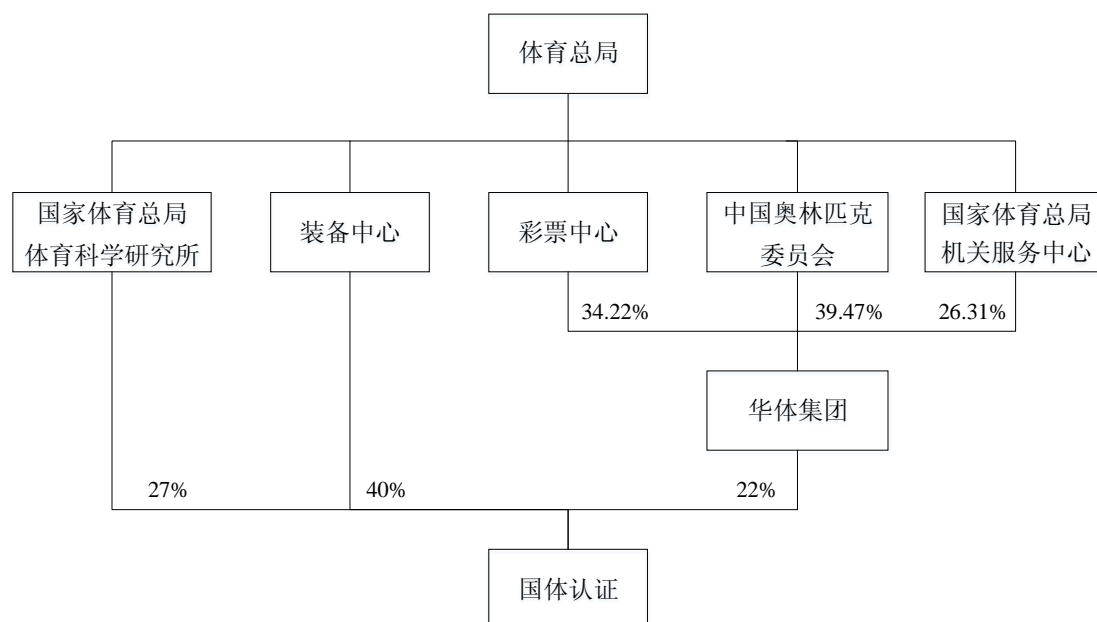 体育总局
国家体育总局
体育科学研究所
装备中心
彩票中心
中国奥林匹克
委员会
国家体育总局
机关服务中心
34.22%
39.47%
26.31%
华体集团
27%
40%
22%
国体认证